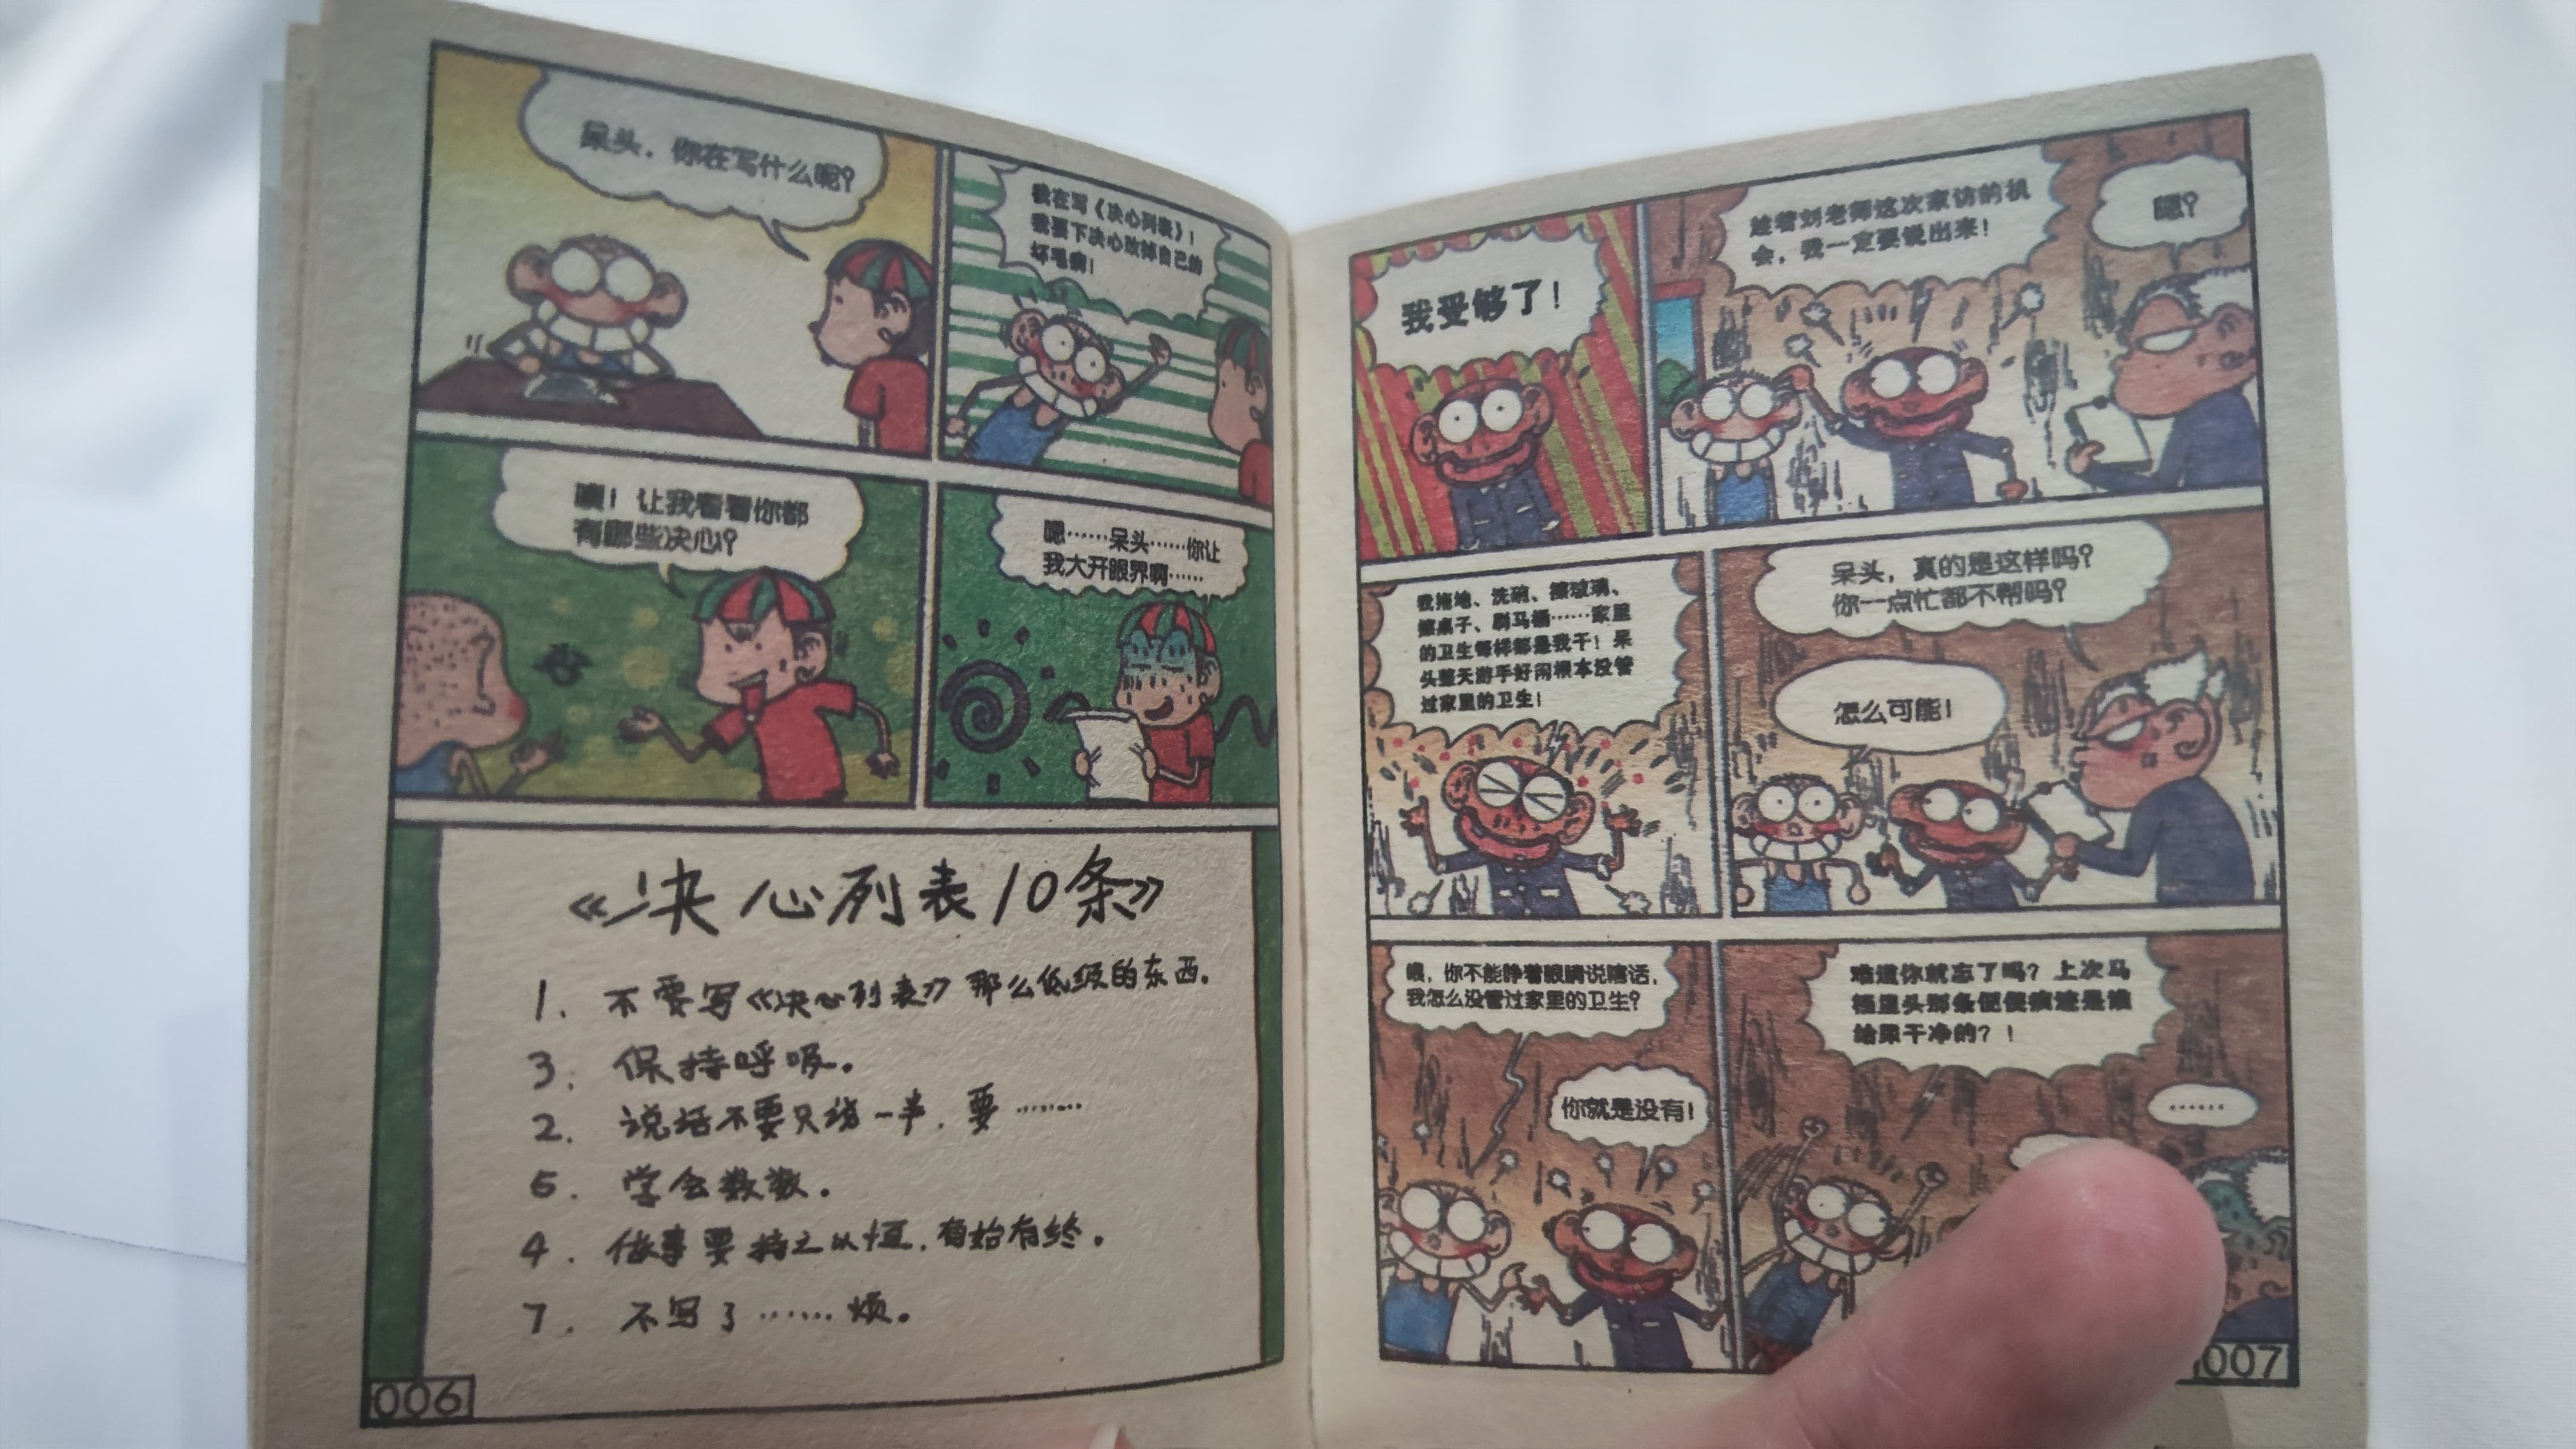 呆头，你在写什么呢？
我在写《决心列表》！
我要下决心改掉自己的
坏毛病！
噢！让我看看你都
有哪些决心？
嗯……呆头……你让
我大开眼界啊……
《决心列表10条》
1. 不要写《决心列表》那么低级的东西。
3. 保持呼吸。
2. 说话不要只说一半，要………
5. 学会数数。
4. 做事要持之以恒，有始有终。
7. 不写了……烦。
006
我受够了！
趁着刘老师这次家访的机
会，我一定要说出来！
嗯？
我拖地、洗碗、擦玻璃、
擦桌子、刷马桶……家里
的卫生每样都是我干！呆
头整天游手好闲根本没管
过家里的卫生！
呆头，真的是这样吗？
你一点忙都不帮吗？
怎么可能！
喂，你不能睁着眼睛说瞎话，
我怎么没管过家里的卫生？
你就是没有！
难道你就忘了吗？上次马
桶里头那条便便痕迹是谁
给尿干净的？！
……
007